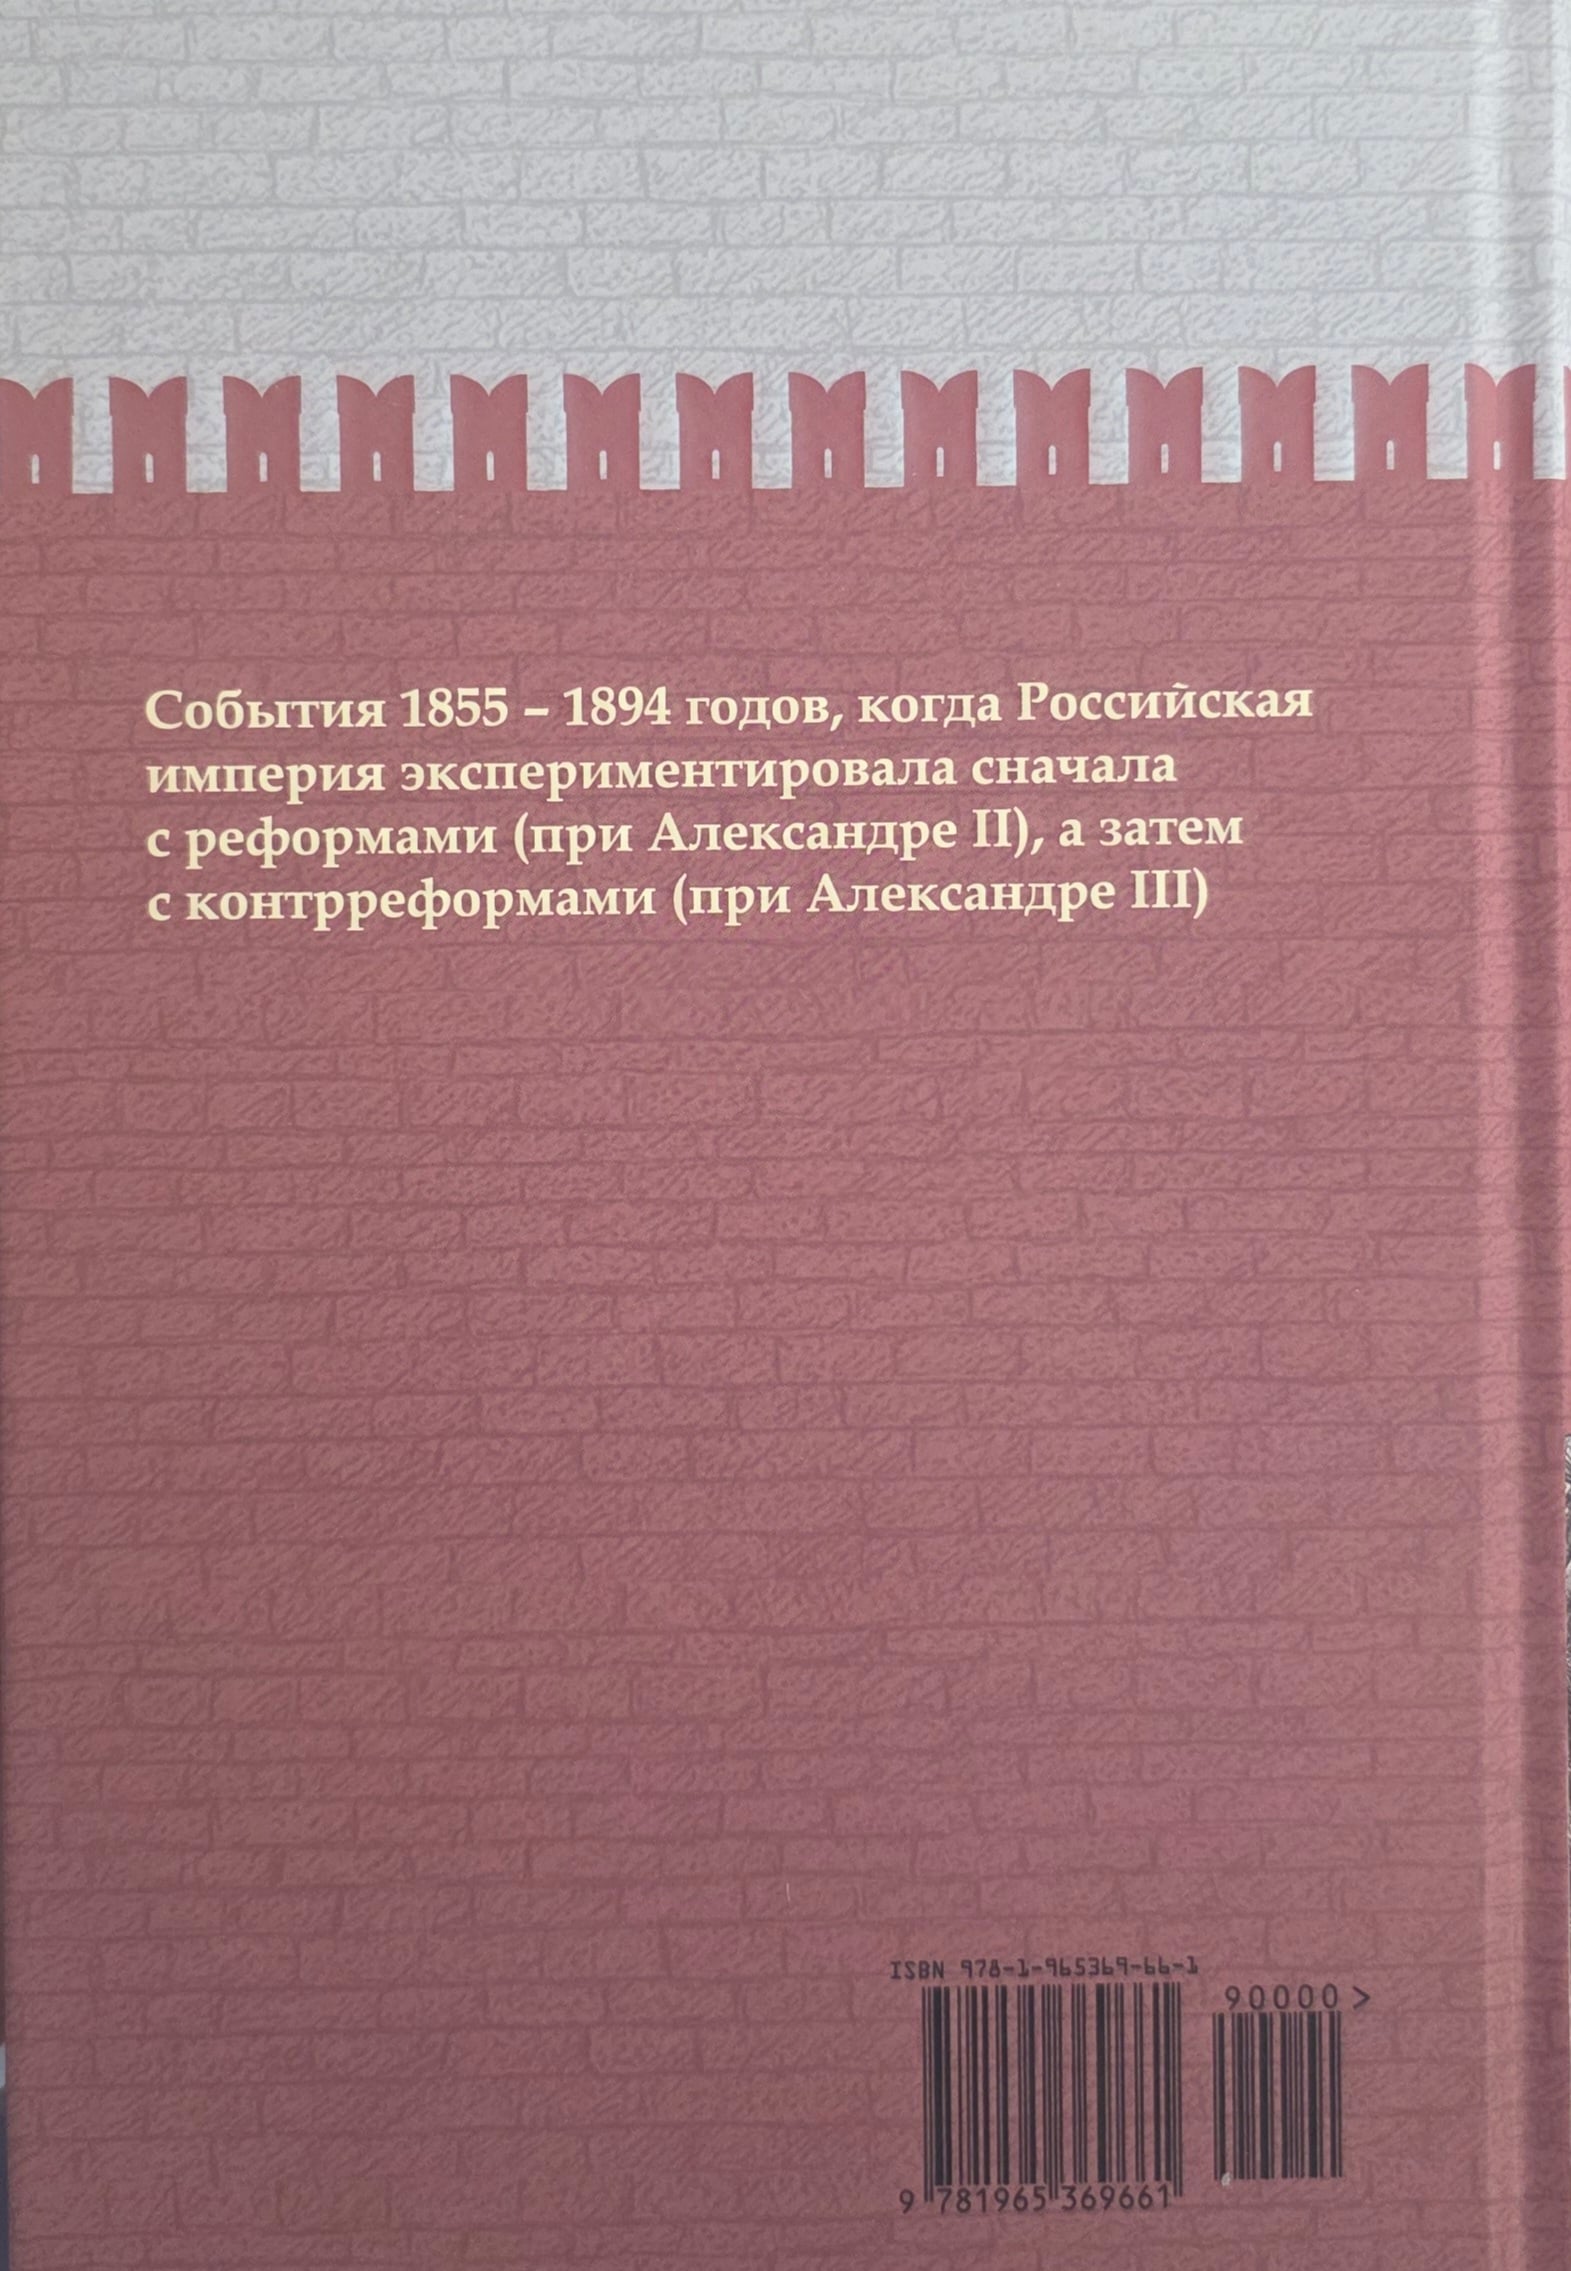 События 1855 – 1894 годов, когда Российская
империя экспериментировала сначала
с реформами (при Александре II), а затем
с контрреформами (при Александре III)
ISBN 978-1-965369-66-1
90000 >
9 781965 369661